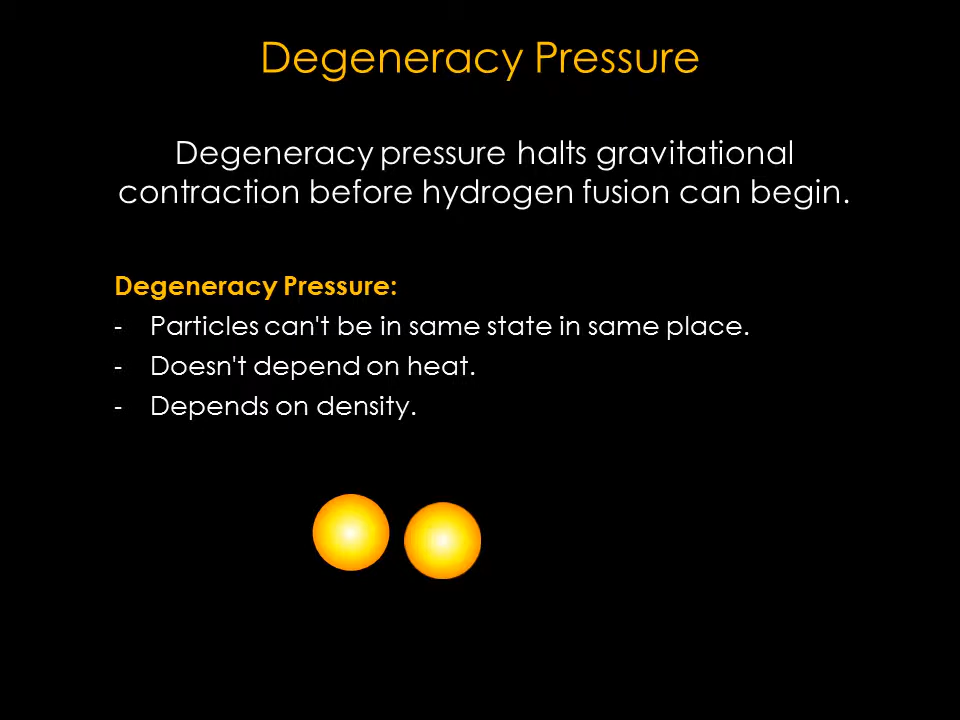 Degeneracy Pressure
Degeneracy pressure halts gravitational
contraction before hydrogen fusion can begin.
Degeneracy Pressure:
- Particles can't be in same state in same place.
- Doesn't depend on heat.
- Depends on density.